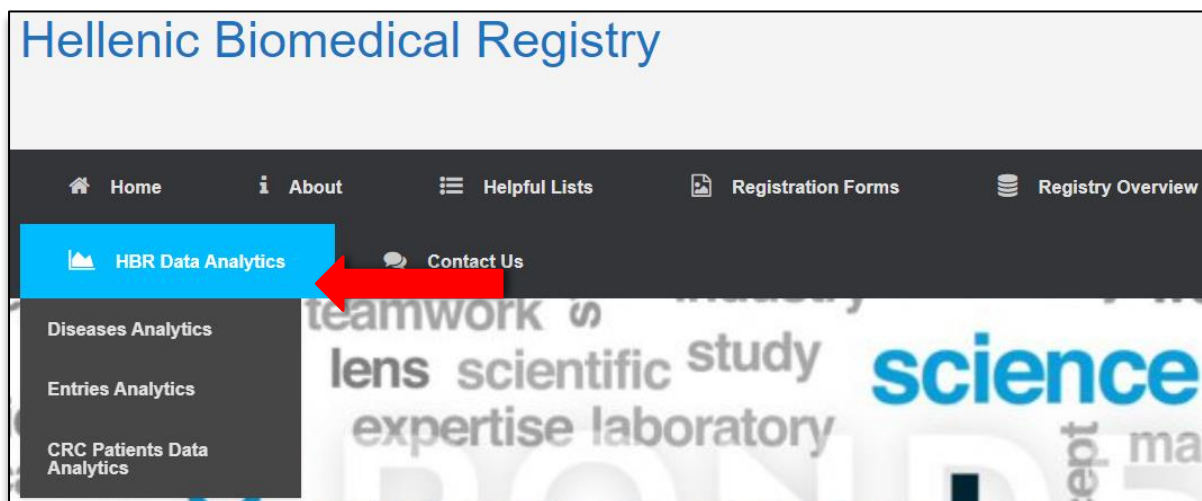 Hellenic Biomedical Registry
Home About Helpful Lists Registration Forms Registry Overview
HBR Data Analytics Contact Us
Diseases Analytics
Entries Analytics
CRC Patients Data
Analytics
teamwork
lens scientific study science
expertise laboratory